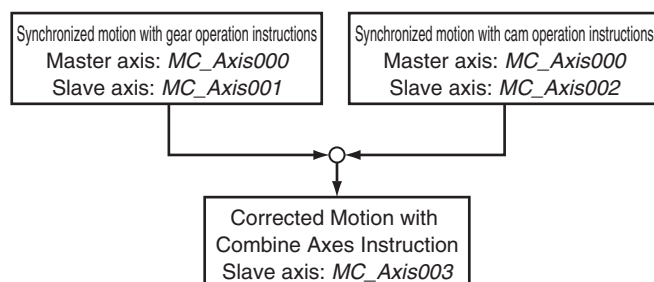 Synchronized motion with gear operation instructions
Master axis: MC_Axis000
Slave axis: MC_Axis001
Synchronized motion with cam operation instructions
Master axis: MC_Axis000
Slave axis: MC_Axis002
Corrected Motion with
Combine Axes Instruction
Slave axis: MC_Axis003